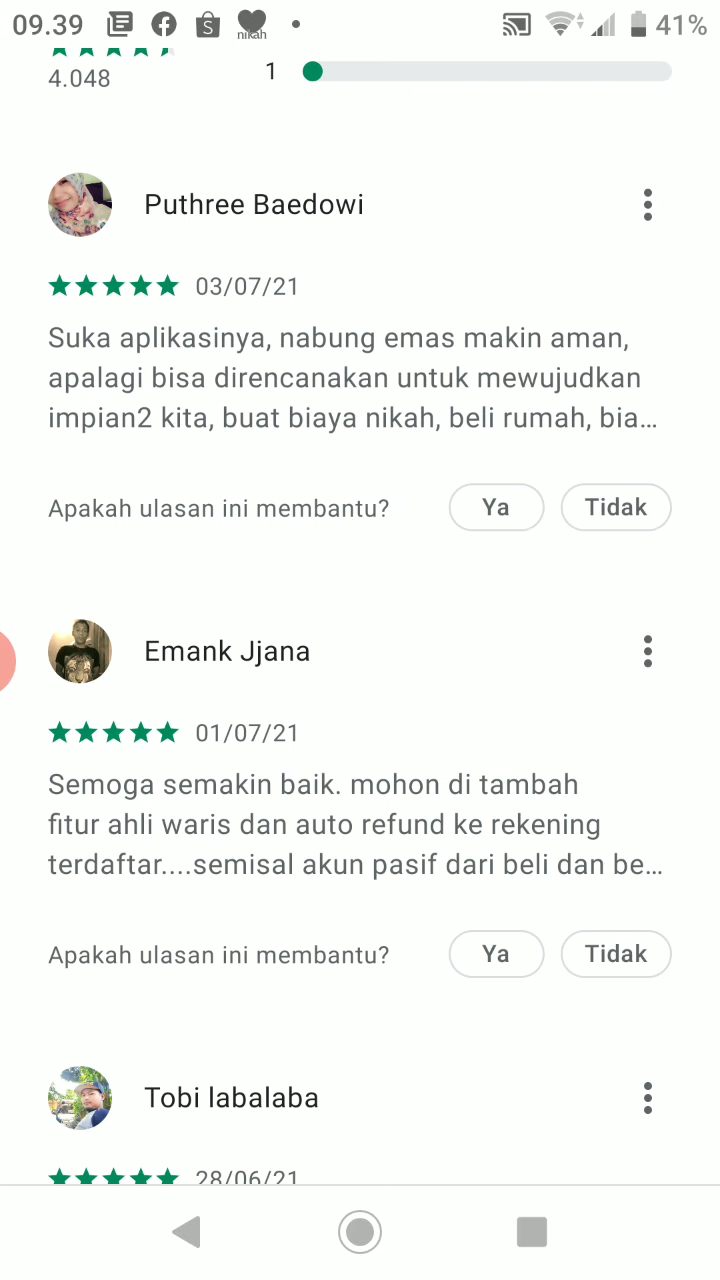 09.39
nikah
41%
4.048
1
Puthree Baedowi
03/07/21
Suka aplikasinya, nabung emas makin aman,
apalagi bisa direncanakan untuk mewujudkan
impian2 kita, buat biaya nikah, beli rumah, bia...
Apakah ulasan ini membantu?
Ya
Tidak
Emank Jjana
01/07/21
Semoga semakin baik. mohon di tambah
fitur ahli waris dan auto refund ke rekening
terdaftar....semisal akun pasif dari beli dan be...
Apakah ulasan ini membantu?
Ya
Tidak
Tobi labalaba
28/06/21